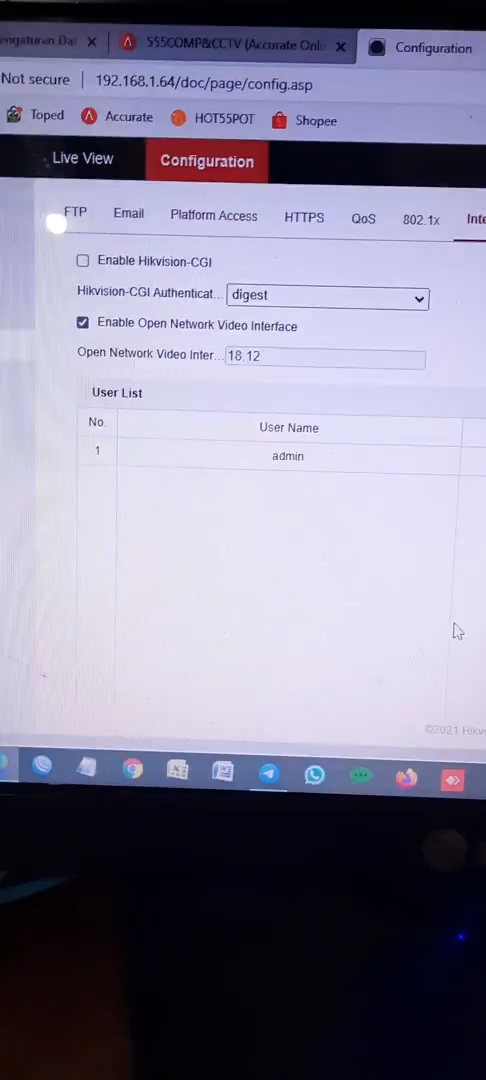 engaturan Dat
555COMP&CCTV (Accurate Onli
Configuration
Not secure
192.168.1.64/doc/page/config.asp
Toped
Accurate
HOT55POT
Shopee
Live View
Configuration
FTP
Email
Platform Access
HTTPS
QoS
802.1x
Inte
Enable Hikvision-CGI
Hikvision-CGI Authenticat...
digest
Enable Open Network Video Interface
Open Network Video Inter...
18.12
User List
No.
User Name
1
admin
©2021 Hikvi